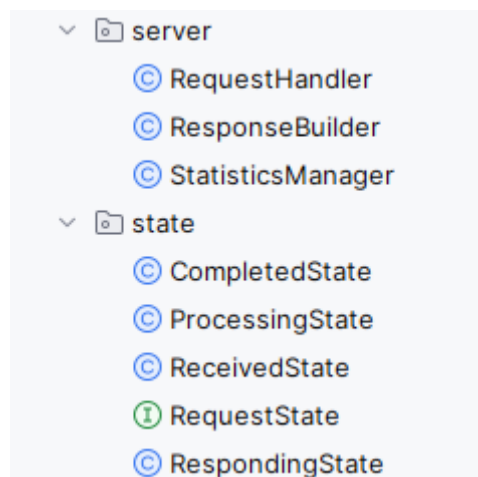 server
C RequestHandler
C ResponseBuilder
C StatisticsManager
state
C CompletedState
C ProcessingState
C ReceivedState
I RequestState
C RespondingState